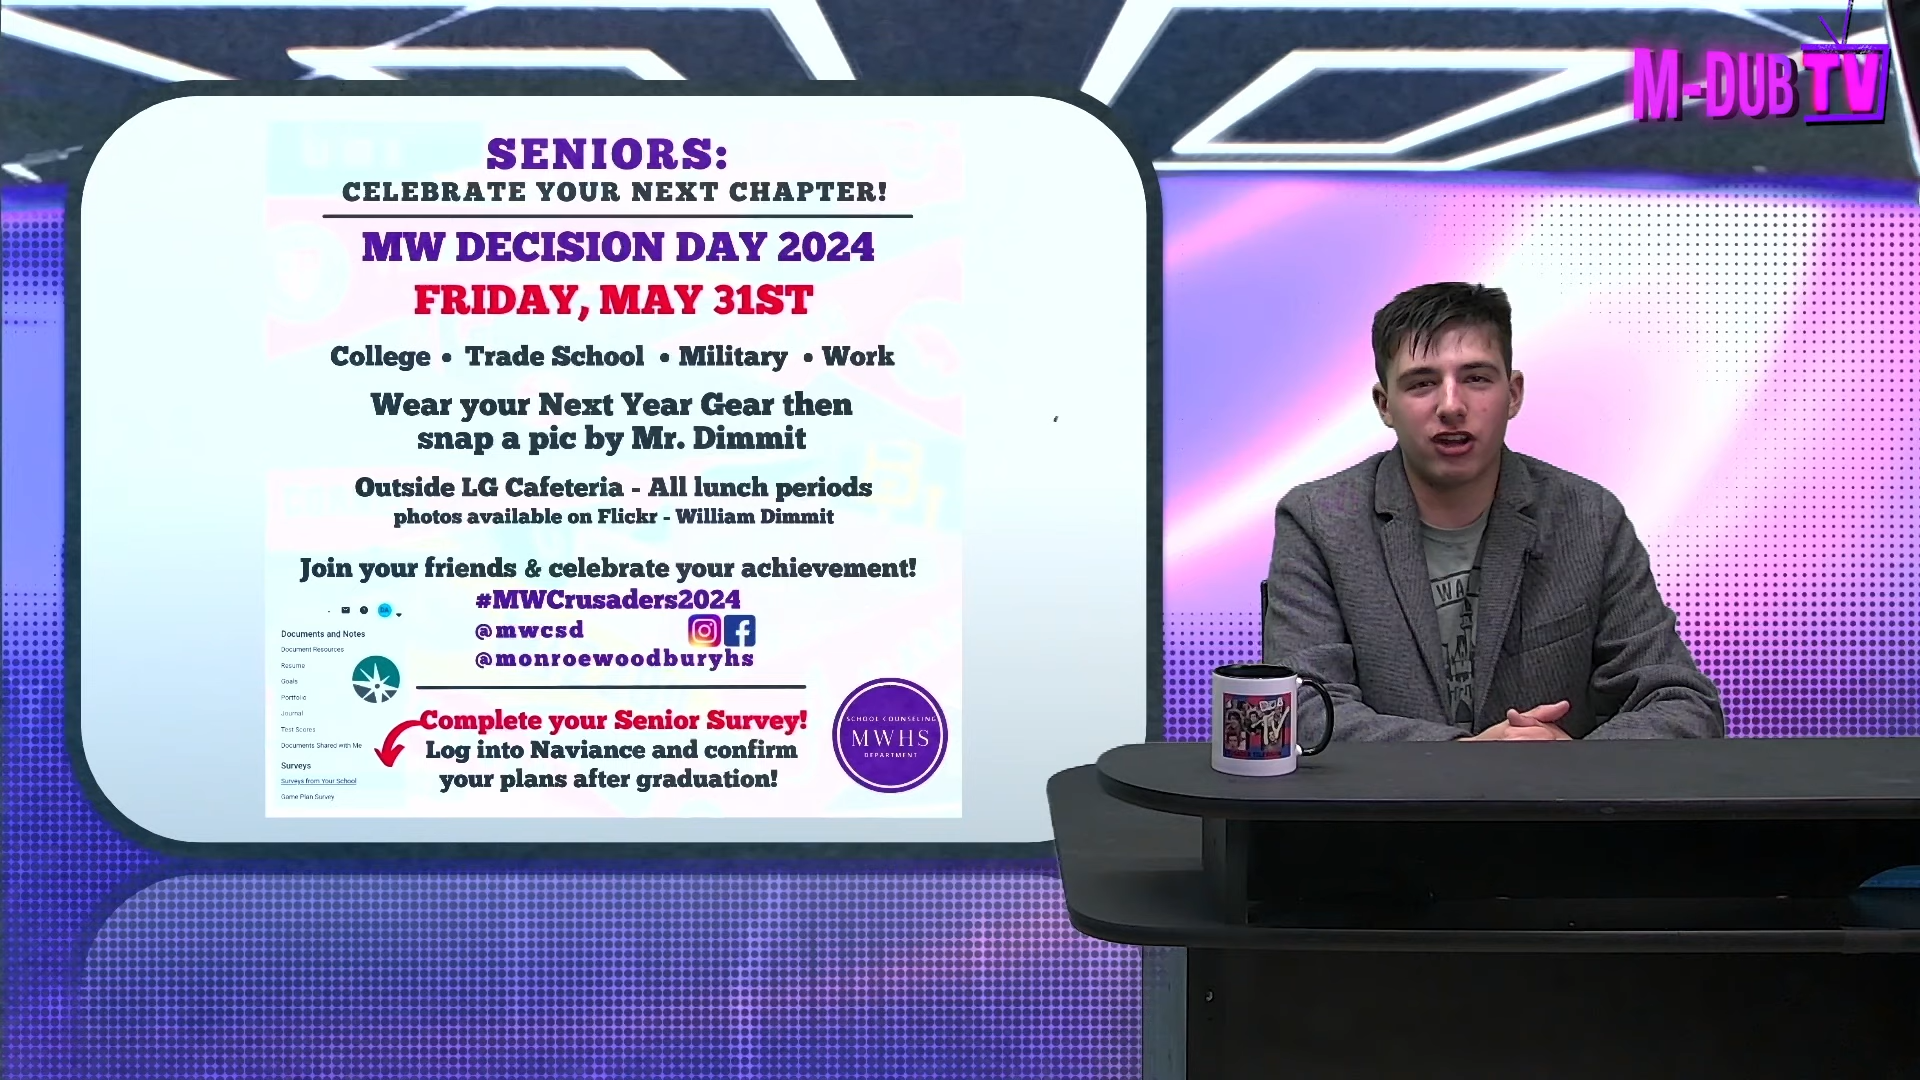 M-DUB TV
SENIORS:
CELEBRATE YOUR NEXT CHAPTER!
MW DECISION DAY 2024
FRIDAY, MAY 31ST
College • Trade School • Military • Work
Wear your Next Year Gear then
snap a pic by Mr. Dimmit
Outside LG Cafeteria - All lunch periods
photos available on Flickr - William Dimmit
Join your friends & celebrate your achievement!
#MWCrusaders2024
@mwcsd
@monroewoodburyhs
Documents and Notes
Document Resources
Resume
Goals
Portfolio
Journal
Test Scores
Documents Shared with Me
Surveys
Surveys from Your School
Game Plan Survey
Complete your Senior Survey!
Log into Naviance and confirm
your plans after graduation!
SCHOOL COUNSELING
MWHS
DEPARTMENT